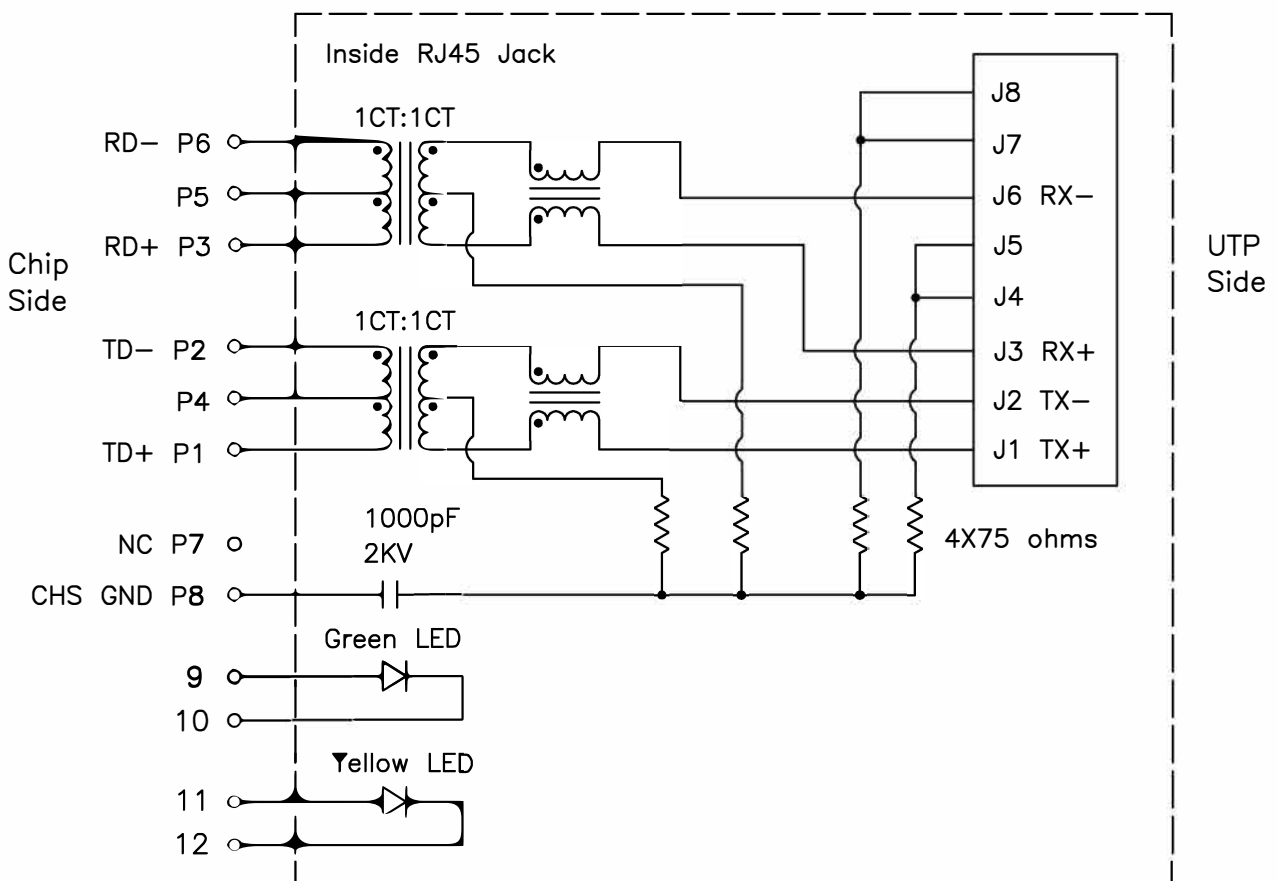 Inside RJ45 Jack
1CT:1CT
RD- P6
P5
RD+ P3
Chip
Side
1CT:1CT
TD- P2
P4
TD+ P1
J8
J7
J6 RX-
J5
J4
J3 RX+
J2 TX-
J1 TX+
UTP
Side
1000pF
2KV
4X75 ohms
NC P7
CHS GND P8
Green LED
9
10
Yellow LED
11
12